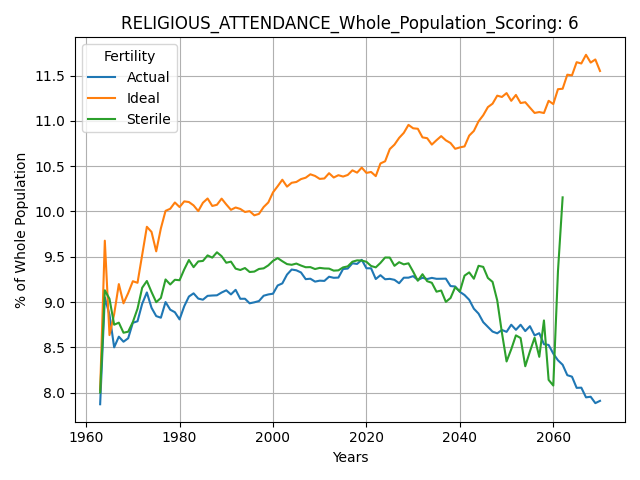 RELIGIOUS_ATTENDANCE_Whole_Population_Scoring: 6
Fertility
Actual
Ideal
Sterile
% of Whole Population
11.5
11.0
10.5
10.0
9.5
9.0
8.5
8.0
1960 1980 2000 2020 2040 2060
Years